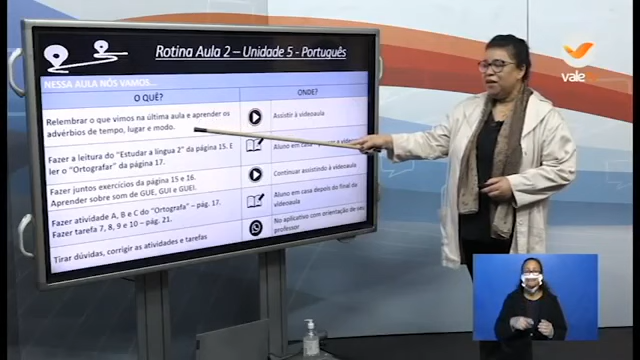 Rotina Aula 2 – Unidade 5 - Português
NESSA AULA NÓS VAMOS...
O QUÊ?
ONDE?
Relembrar o que vimos na última aula e aprender os
advérbios de tempo, lugar e modo.
Assistir à videoaula
Fazer a leitura do "Estudar a língua 2" da página 15. E
ler o "Ortografar" da página 17.
Aluno em casa a videoaula
Fazer juntos exercícios da página 15 e 16.
Aprender sobre som de GUE, GUI e GUEI.
Continuar assistindo à videoaula
Fazer atividade A, B e C do "Ortografa" – pág. 17.
Fazer tarefa 7, 8, 9 e 10 – pág. 21.
Aluno em casa depois do final da
videoaula
Tirar dúvidas, corrigir as atividades e tarefas
No aplicativo com orientação de seu
professor
vale